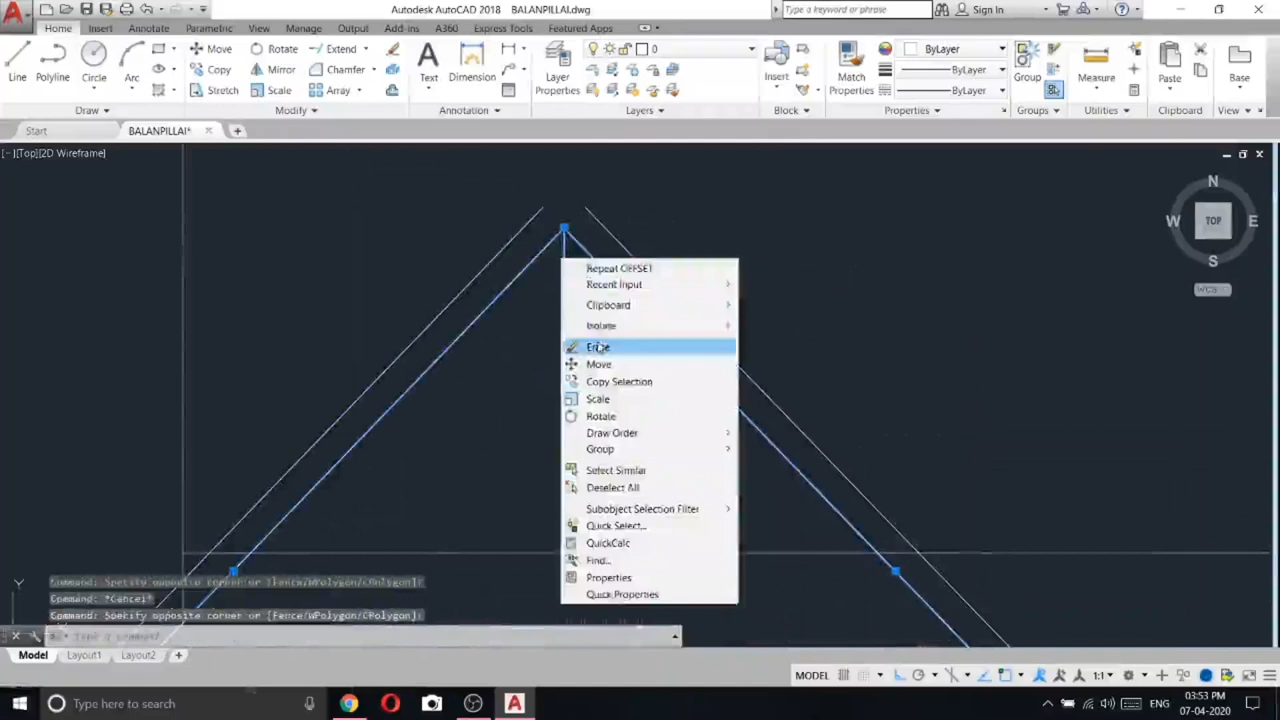 Autodesk AutoCAD 2018 BALANPILLAI.dwg
Type a keyword or phrase
Sign In
Home Insert Annotate Parametric View Manage Output Add-ins A360 Express Tools Featured Apps
Line Polyline Circle Arc
Move Rotate Extend
Copy Mirror Chamfer
Stretch Scale Array
Text Dimension
Layer Properties
0
Insert
Match Properties
ByLayer
ByLayer
ByLayer
Group
Measure
Paste
Base
Draw Modify Annotation Layers Block Properties Groups Utilities Clipboard View
Start BALANPILLAI*
[-][Top][2D Wireframe]
N
W TOP E
S
WCS
Repeat OFFSET
Recent Input
Clipboard
Isolate
Erase
Move
Copy Selection
Scale
Rotate
Draw Order
Group
Select Similar
Deselect All
Subobject Selection Filter
Quick Select...
QuickCalc
Find...
Properties
Quick Properties
Y
Command: Specify opposite corner or [Fence/WPolygon/CPolygon]:
Command: *Cancel*
Command: Specify opposite corner or [Fence/WPolygon/CPolygon]:
Type a command
Model Layout1 Layout2
MODEL 1:1
Type here to search
ENG
03:53 PM
07-04-2020